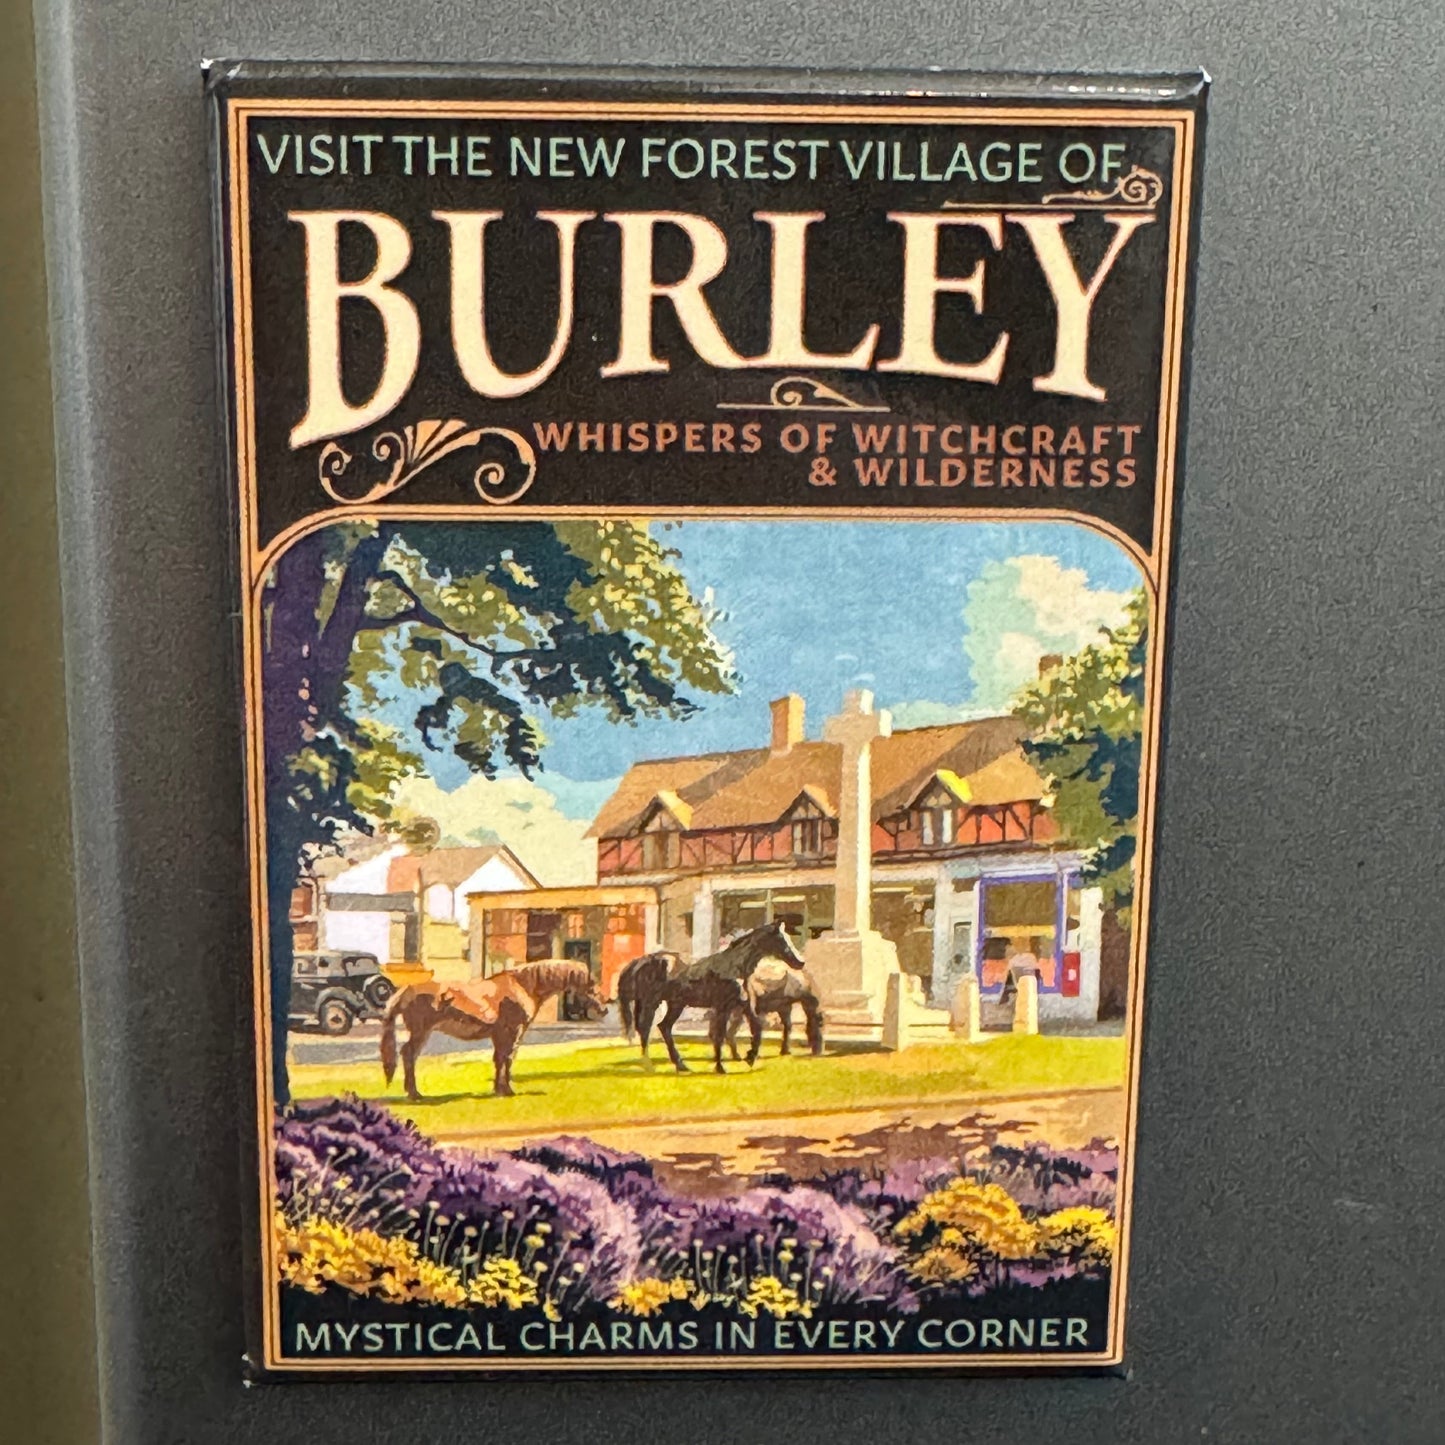 VISIT THE NEW FOREST VILLAGE OF
BURLEY
WHISPERS OF WITCHCRAFT
& WILDERNESS
MYSTICAL CHARMS IN EVERY CORNER